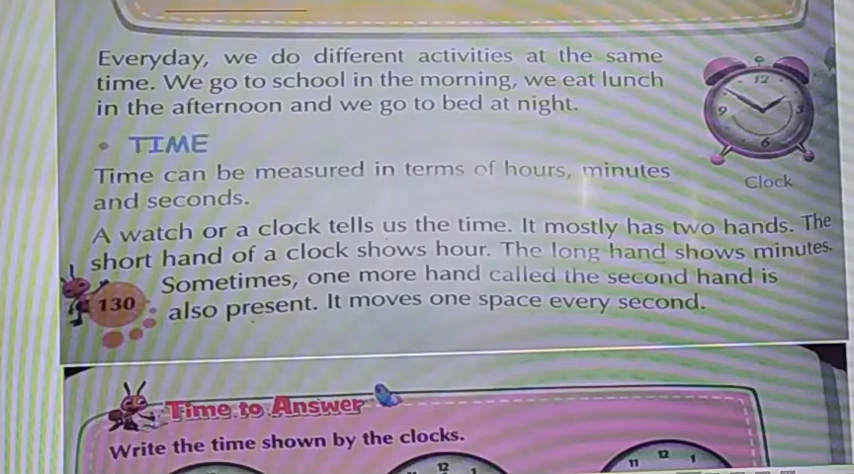 Everyday, we do different activities at the same
time. We go to school in the morning, we eat lunch
in the afternoon and we go to bed at night.
12
9 3
6
Clock
• TIME
Time can be measured in terms of hours, minutes
and seconds.
A watch or a clock tells us the time. It mostly has two hands. The
short hand of a clock shows hour. The long hand shows minutes.
Sometimes, one more hand called the second hand is
also present. It moves one space every second.
130
Time to Answer
Write the time shown by the clocks.
12 1
11 12 1